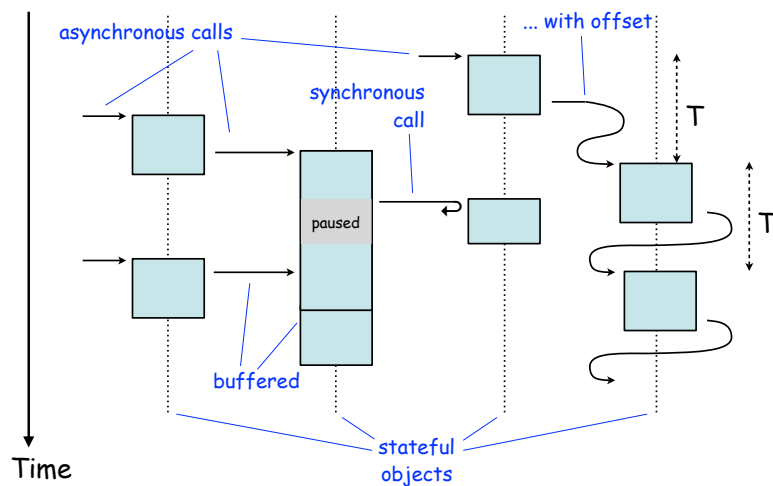 ... with offset
asynchronous calls
synchronous
call
T
paused
T
buffered
stateful
objects
Time